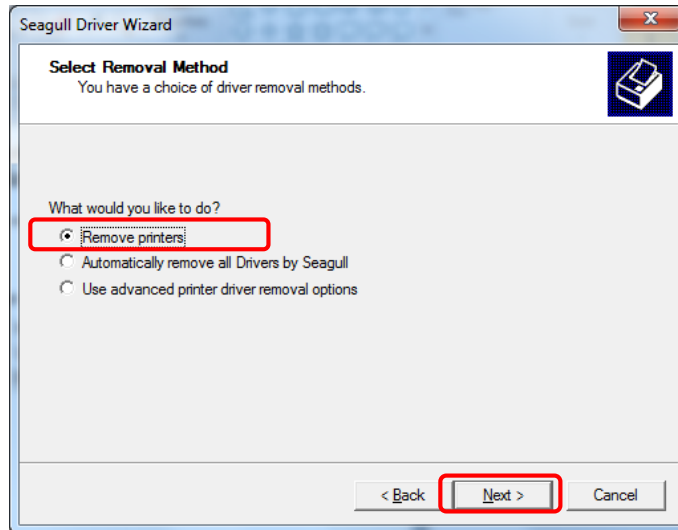 Seagull Driver Wizard
Select Removal Method
You have a choice of driver removal methods.
What would you like to do?
Remove printers
Automatically remove all Drivers by Seagull
Use advanced printer driver removal options
< Back
Next >
Cancel